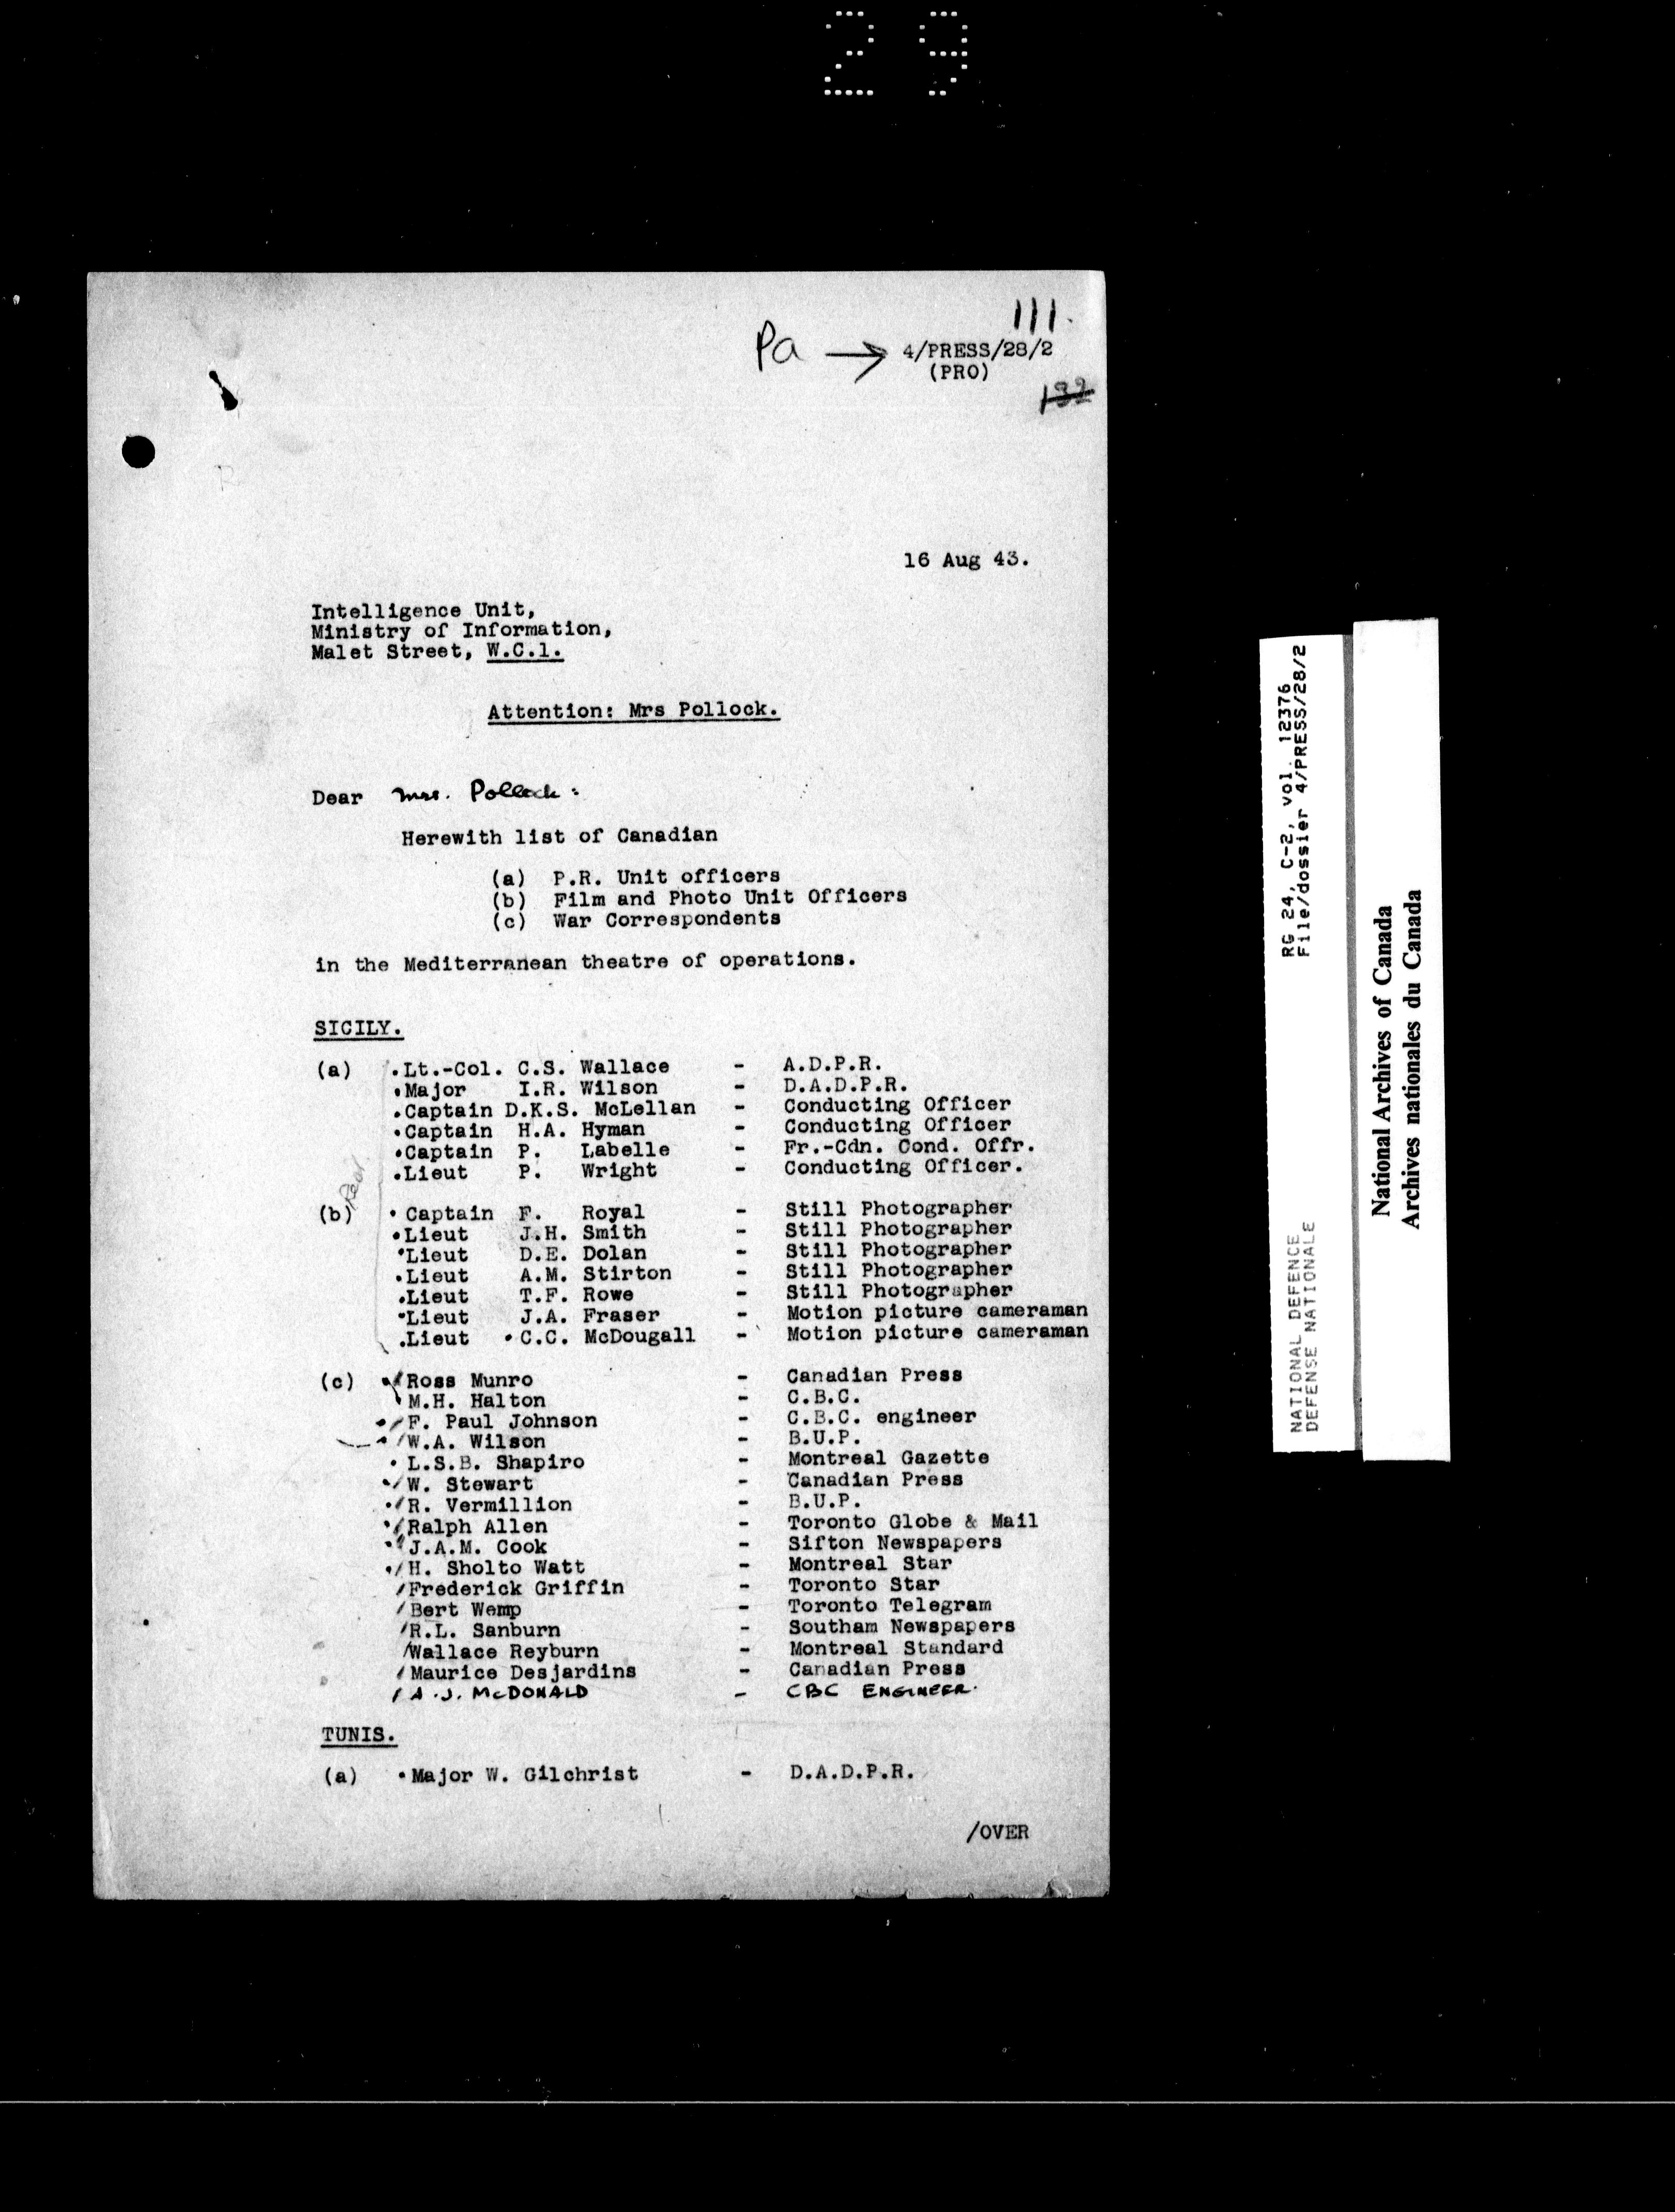 29
111.
Pa → 4/PRESS/28/2
(PRO)
132
16 Aug 43.
Intelligence Unit,
Ministry of Information,
Malet Street, W.C.1.
Attention: Mrs Pollock.
Dear Mrs. Pollock:
Herewith list of Canadian
(a) P.R. Unit officers
(b) Film and Photo Unit Officers
(c) War Correspondents
in the Mediterranean theatre of operations.
SICILY.
(a) Lt.-Col. C.S. Wallace - A.D.P.R.
Major I.R. Wilson - D.A.D.P.R.
Captain D.K.S. McLellan - Conducting Officer
Captain H.A. Hyman - Conducting Officer
Captain P. Labelle - Fr.-Cdn. Cond. Offr.
Lieut P. Wright - Conducting Officer.
(b) Captain F. Royal - Still Photographer
Lieut J.H. Smith - Still Photographer
Lieut D.E. Dolan - Still Photographer
Lieut A.M. Stirton - Still Photographer
Lieut T.F. Rowe - Still Photographer
Lieut J.A. Fraser - Motion picture cameraman
Lieut C.C. McDougall - Motion picture cameraman
(c) Ross Munro - Canadian Press
M.H. Halton - C.B.C.
F. Paul Johnson - C.B.C. engineer
W.A. Wilson - B.U.P.
L.S.B. Shapiro - Montreal Gazette
W. Stewart - Canadian Press
R. Vermillion - B.U.P.
Ralph Allen - Toronto Globe & Mail
J.A.M. Cook - Sifton Newspapers
H. Sholto Watt - Montreal Star
Frederick Griffin - Toronto Star
Bert Wemp - Toronto Telegram
R.L. Sanburn - Southam Newspapers
Wallace Reyburn - Montreal Standard
Maurice Desjardins - Canadian Press
A.J. McDONALD - CBC ENGINEER.
TUNIS.
(a) Major W. Gilchrist - D.A.D.P.R.
/OVER
NATIONAL DEFENCE RG 24, C-2, vol. 12376
DEFENSE NATIONALE File/dossier 4/PRESS/28/2
National Archives of Canada
Archives nationales du Canada